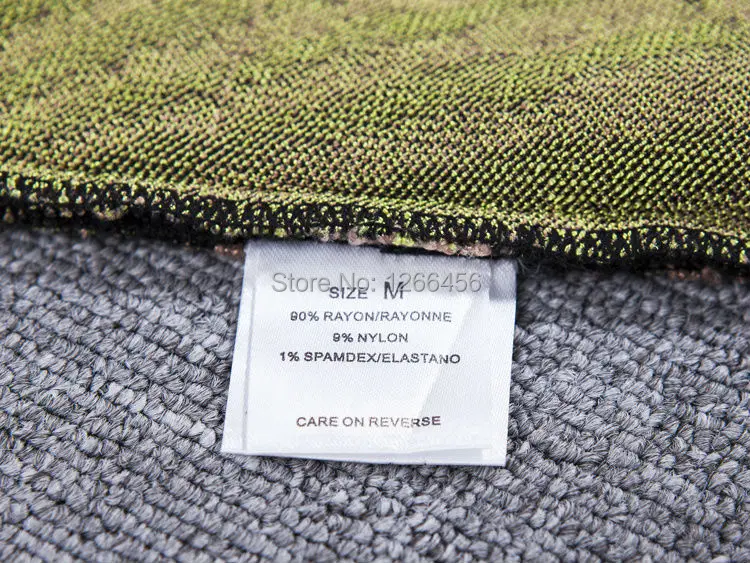 Store No: 1266456
SIZE M
90% RAYON/RAYONNE
9% NYLON
1% SPAMDEX/ELASTANO
CARE ON REVERSE